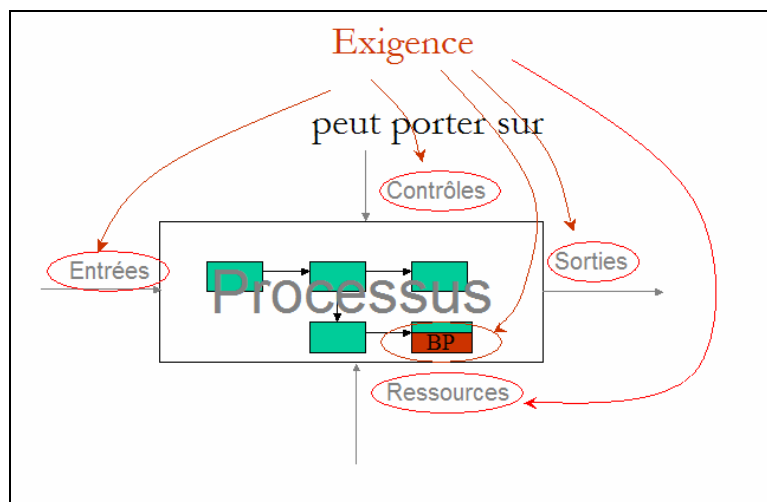 Exigence
peut porter sur
Contrôles
Entrées
Sorties
Processus
BP
Ressources